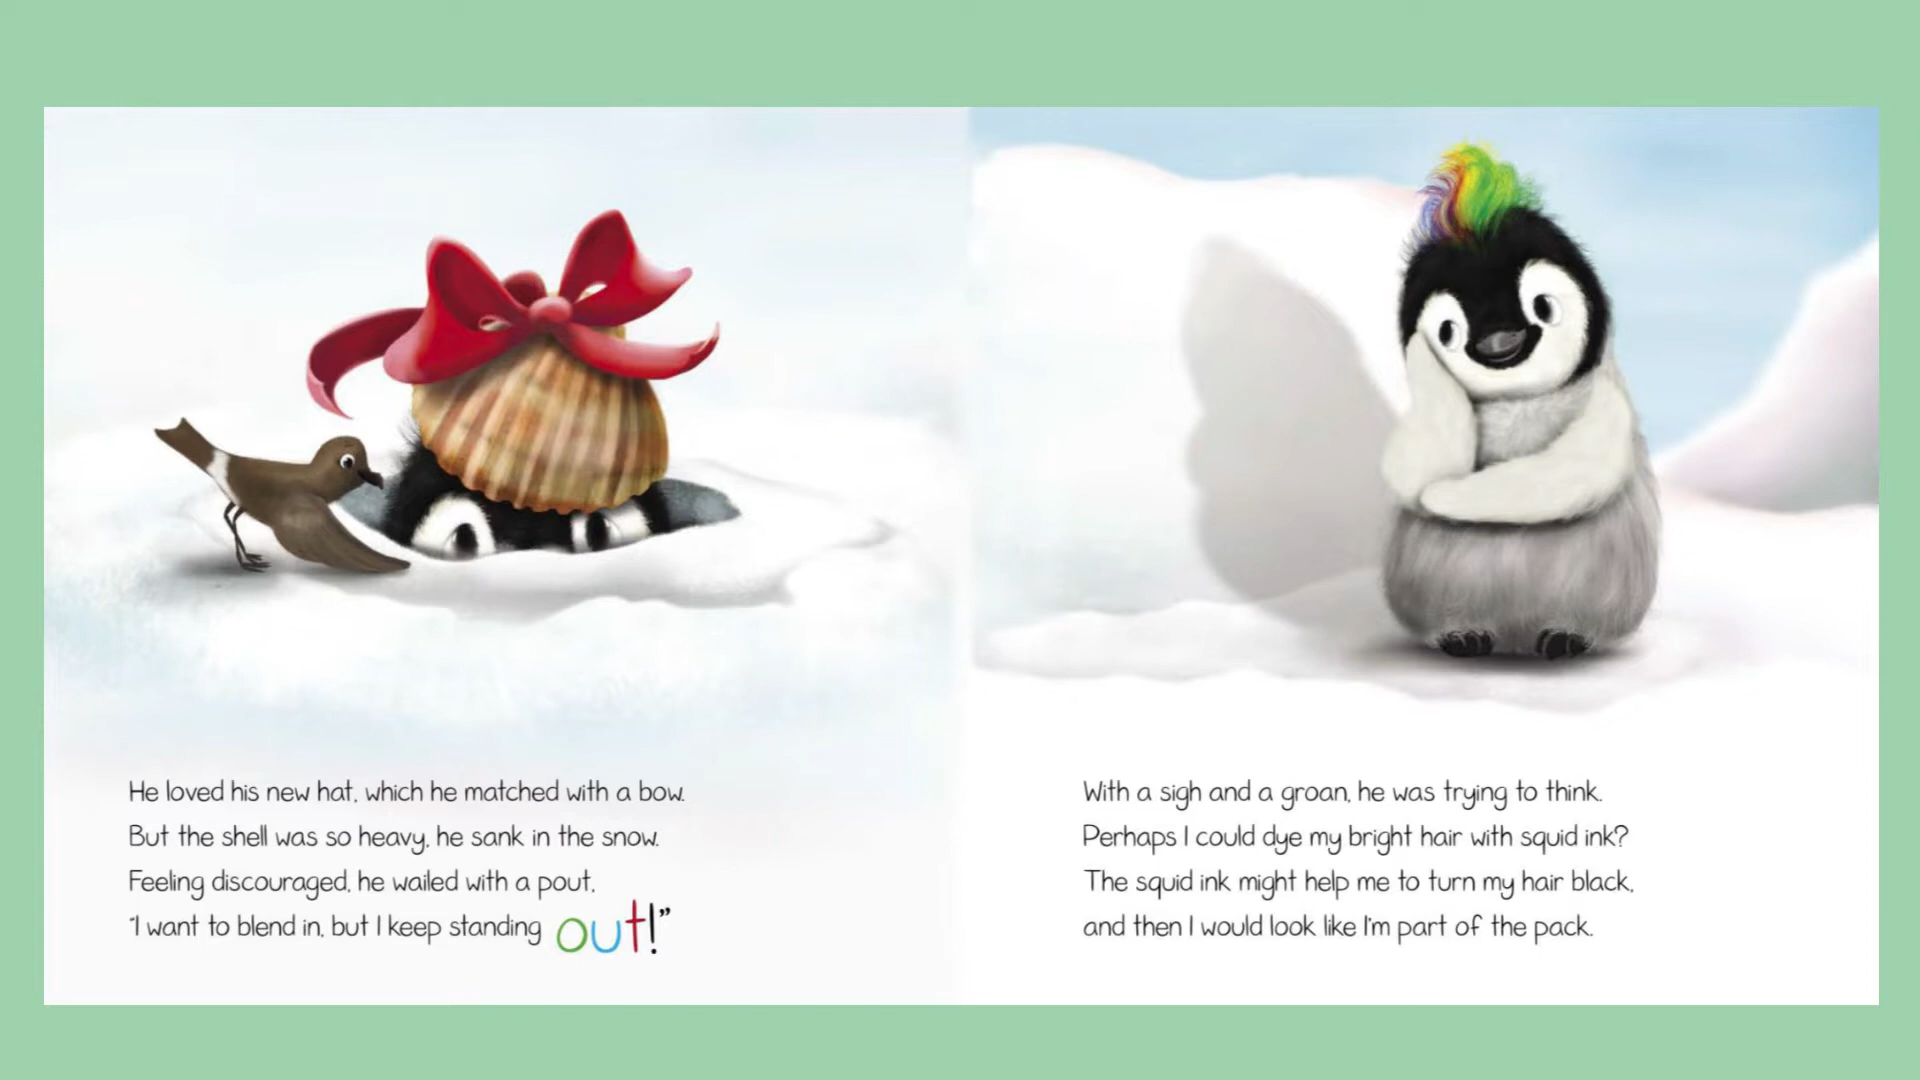 He loved his new hat, which he matched with a bow.
But the shell was so heavy, he sank in the snow.
Feeling discouraged, he wailed with a pout,
"I want to blend in, but I keep standing out!"
With a sigh and a groan, he was trying to think.
Perhaps I could dye my bright hair with squid ink?
The squid ink might help me to turn my hair black,
and then I would look like I'm part of the pack.